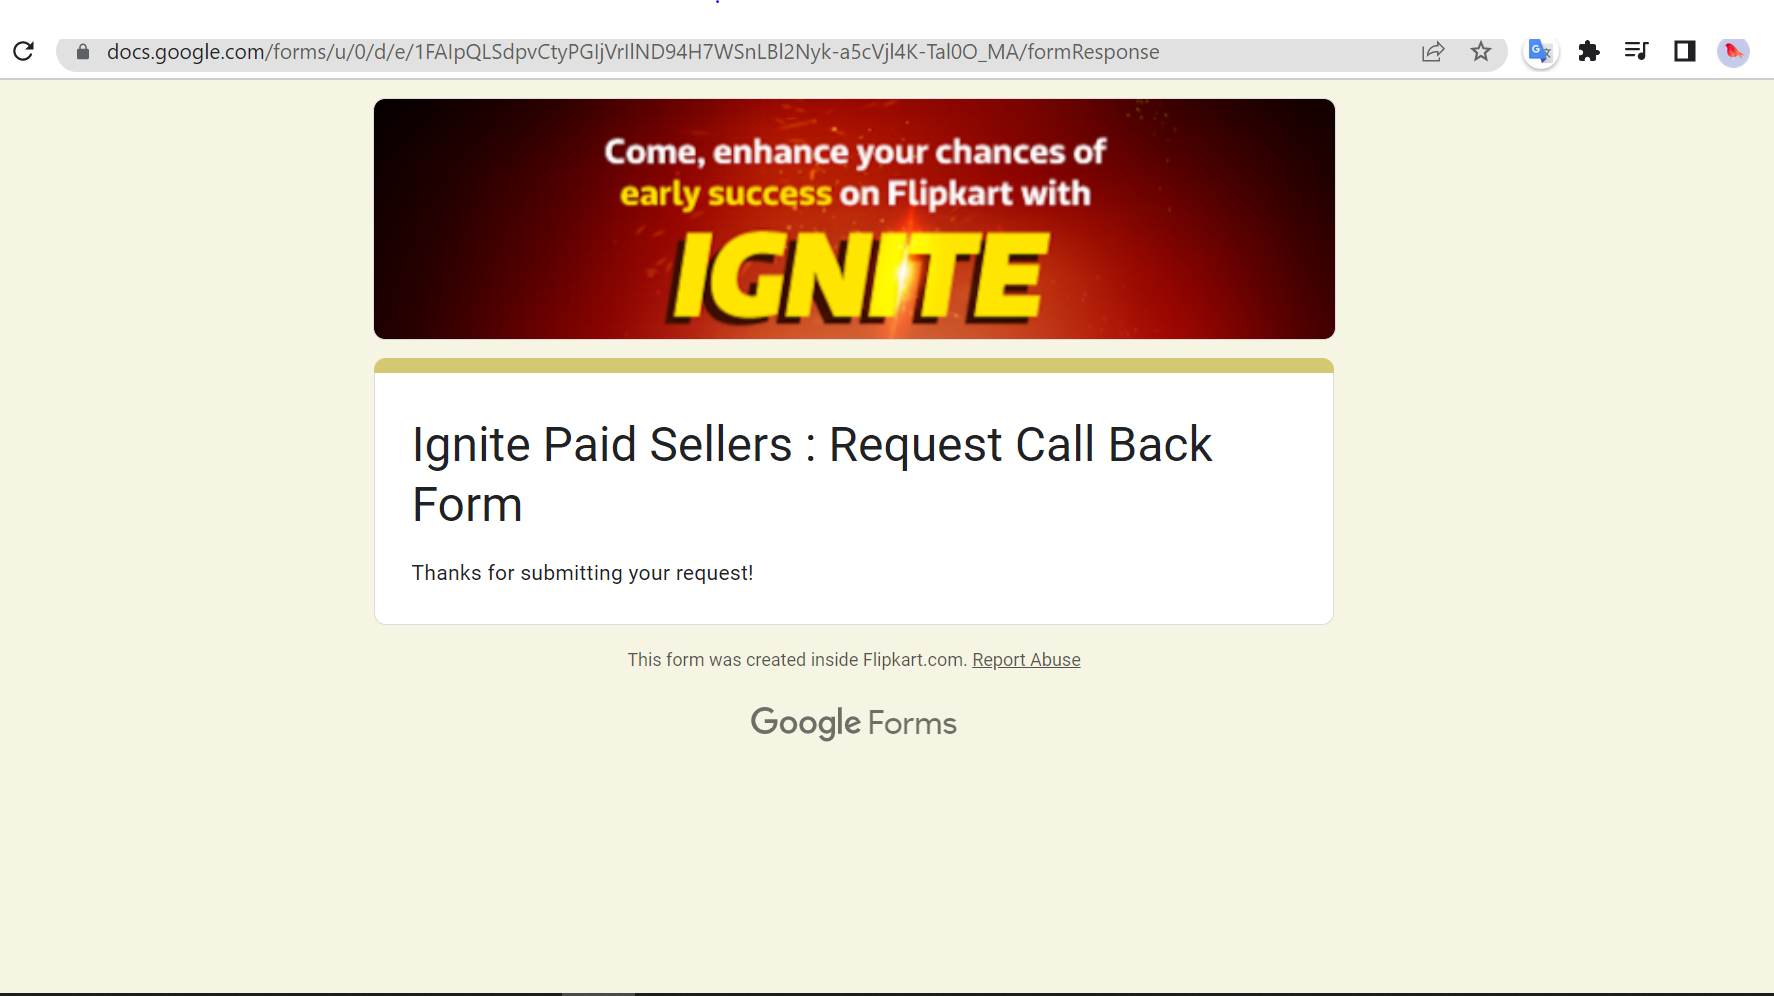 docs.google.com/forms/u/0/d/e/1FAIpQLSdpvCtyPGIjVrIlND94H7WSnLBl2Nyk-a5cVjl4K-Tal0O_MA/formResponse
Come, enhance your chances of
early success on Flipkart with
IGNITE
Ignite Paid Sellers : Request Call Back
Form
Thanks for submitting your request!
This form was created inside Flipkart.com. Report Abuse
Google Forms